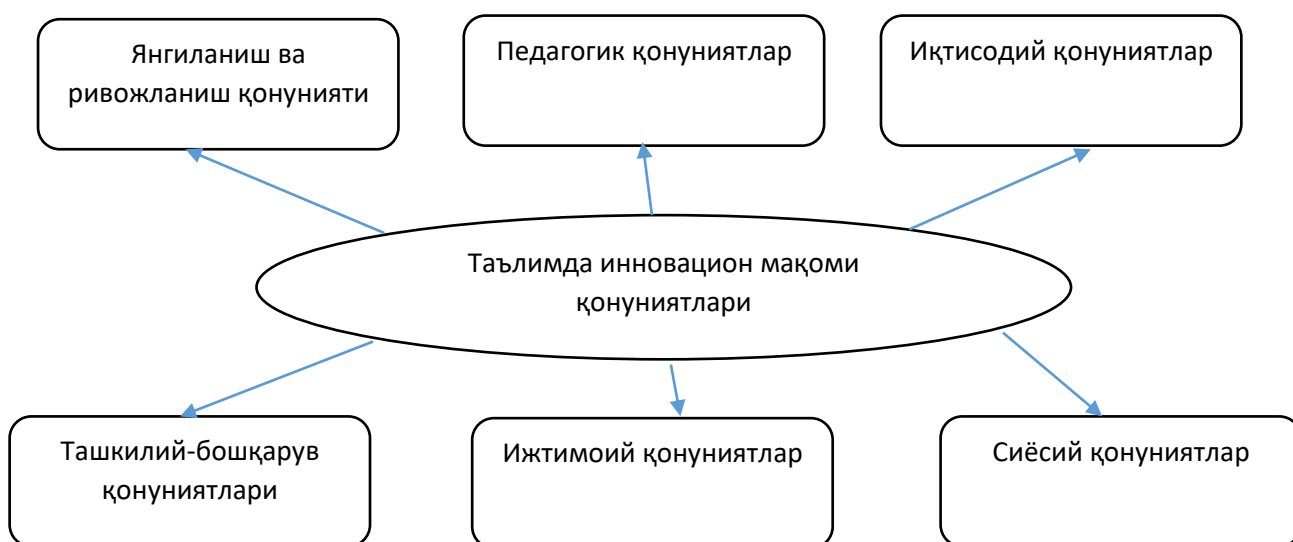 Янгиланиш ва
ривожланиш қонунияти
Педагогик қонуниятлар
Иқтисодий қонуниятлар
Таълимда инновацион мақоми
қонуниятлари
Ташкилий-бошқарув
қонуниятлари
Ижтимоий қонуниятлар
Сиёсий қонуниятлар